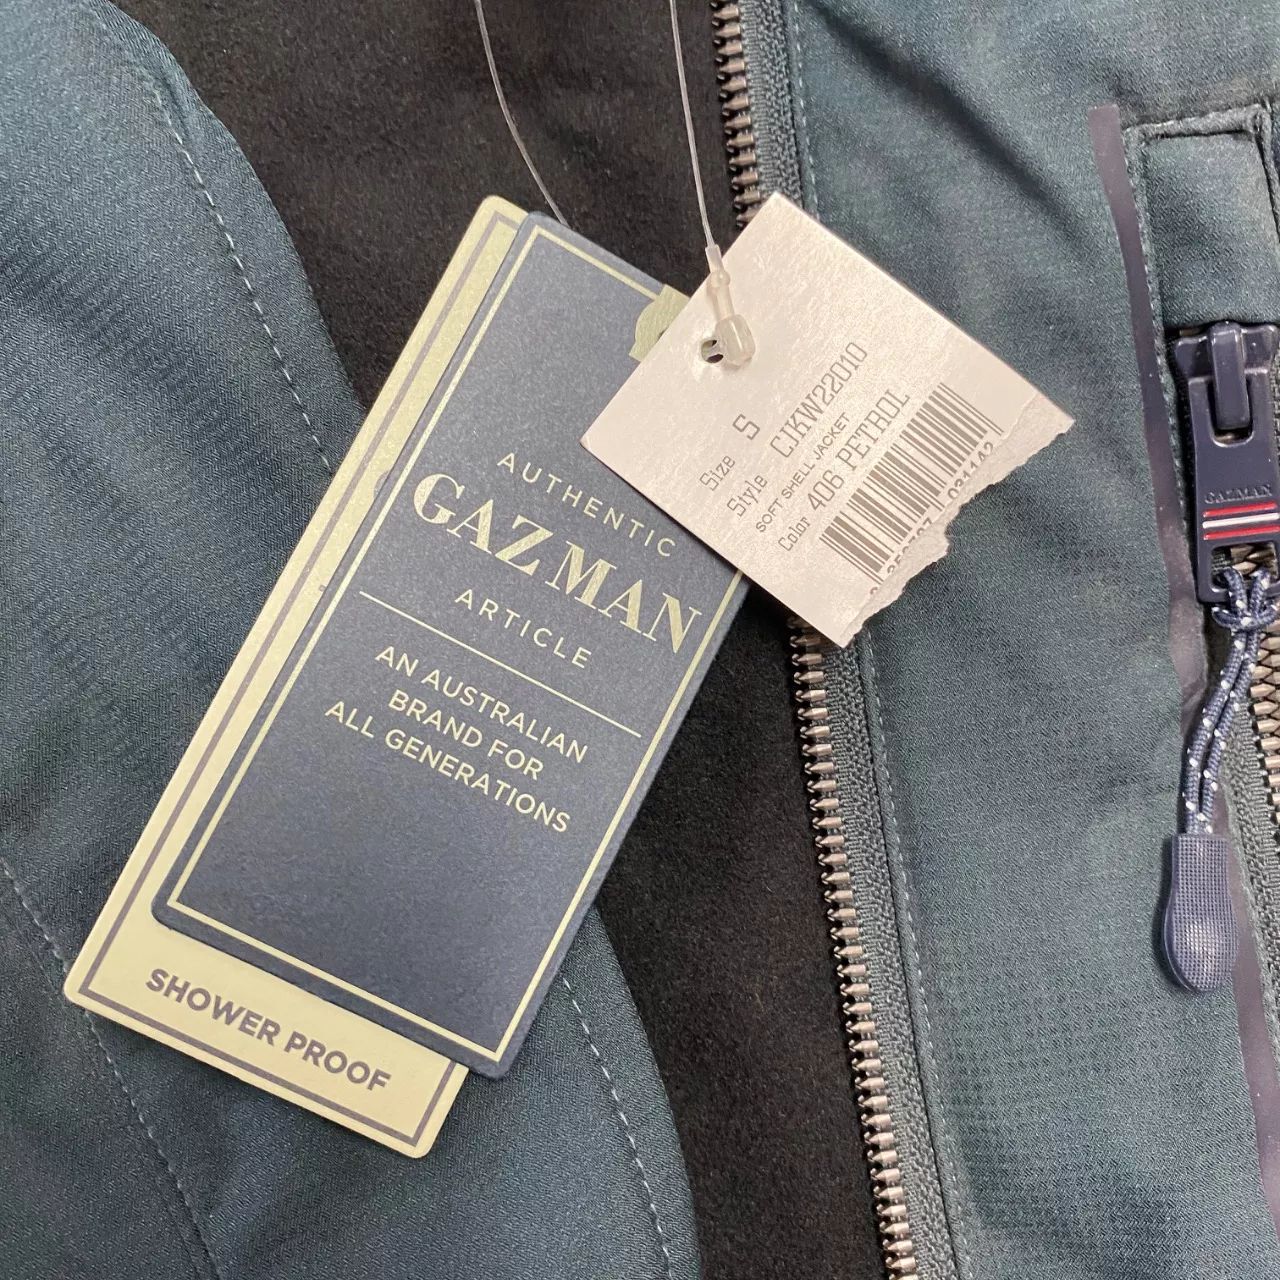 AUTHENTIC
GAZMAN
ARTICLE
AN AUSTRALIAN
BRAND FOR
ALL GENERATIONS
SHOWER PROOF
Size S
Style CJKW22010
SOFT SHELL JACKET
Color 406 PETROL
GAZMAN